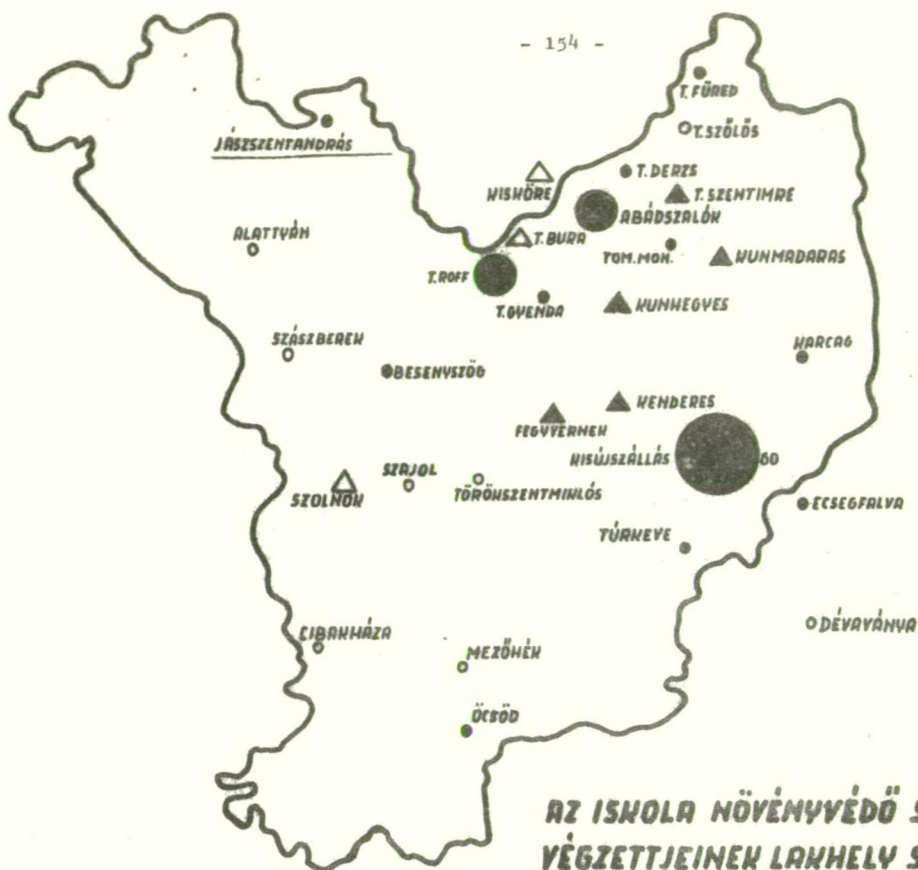 - 154 -
T. FÜRED
T. SZŐLŐS
JÁSZSZENTANDRÁS
T. DERZS
KISKÖRE
T. SZENTIMRE
ABÁDSZALÓK
ALATTYÁN
T. BURA
TOM. MON.
KUNMADARAS
T. ROFF
T. GYENDA
KUNHEGYES
SZÁSZBEREK
KARCAG
BESENYSZÖG
KENDERES
FEGYVERNEK
KISÚJSZÁLLÁS
60
SZAJOL
SZOLNOK
TÖRÖKSZENTMIKLÓS
ECSEGFALVA
TÚRKEVE
DÉVAVÁNYA
CIBAKHÁZA
MEZŐHÉK
ÖCSÖD
AZ ISKOLA NÖVÉNYVÉDŐ
VÉGZETTJEINEK LAKHELY